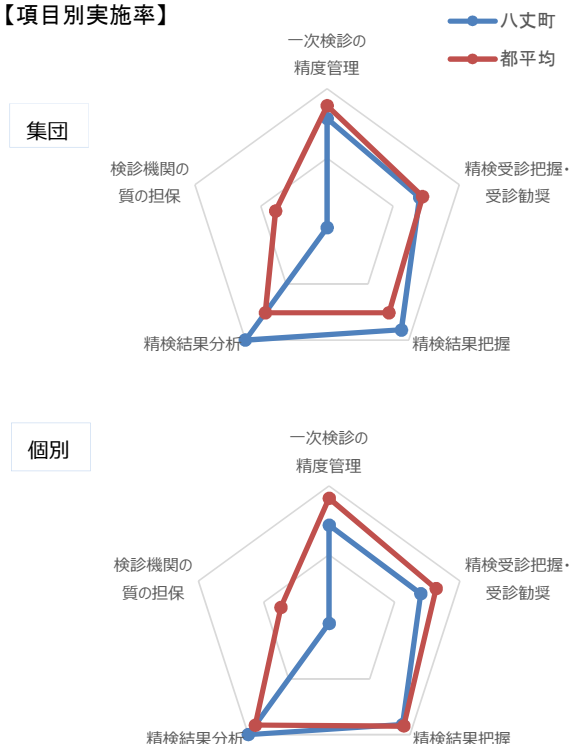 【項目別実施率】
八丈町
都平均
集団
一次検診の
精度管理
精検受診把握・
受診勧奨
精検結果把握
精検結果分析
検診機関の
質の担保
個別
一次検診の
精度管理
精検受診把握・
受診勧奨
精検結果把握
精検結果分析
検診機関の
質の担保